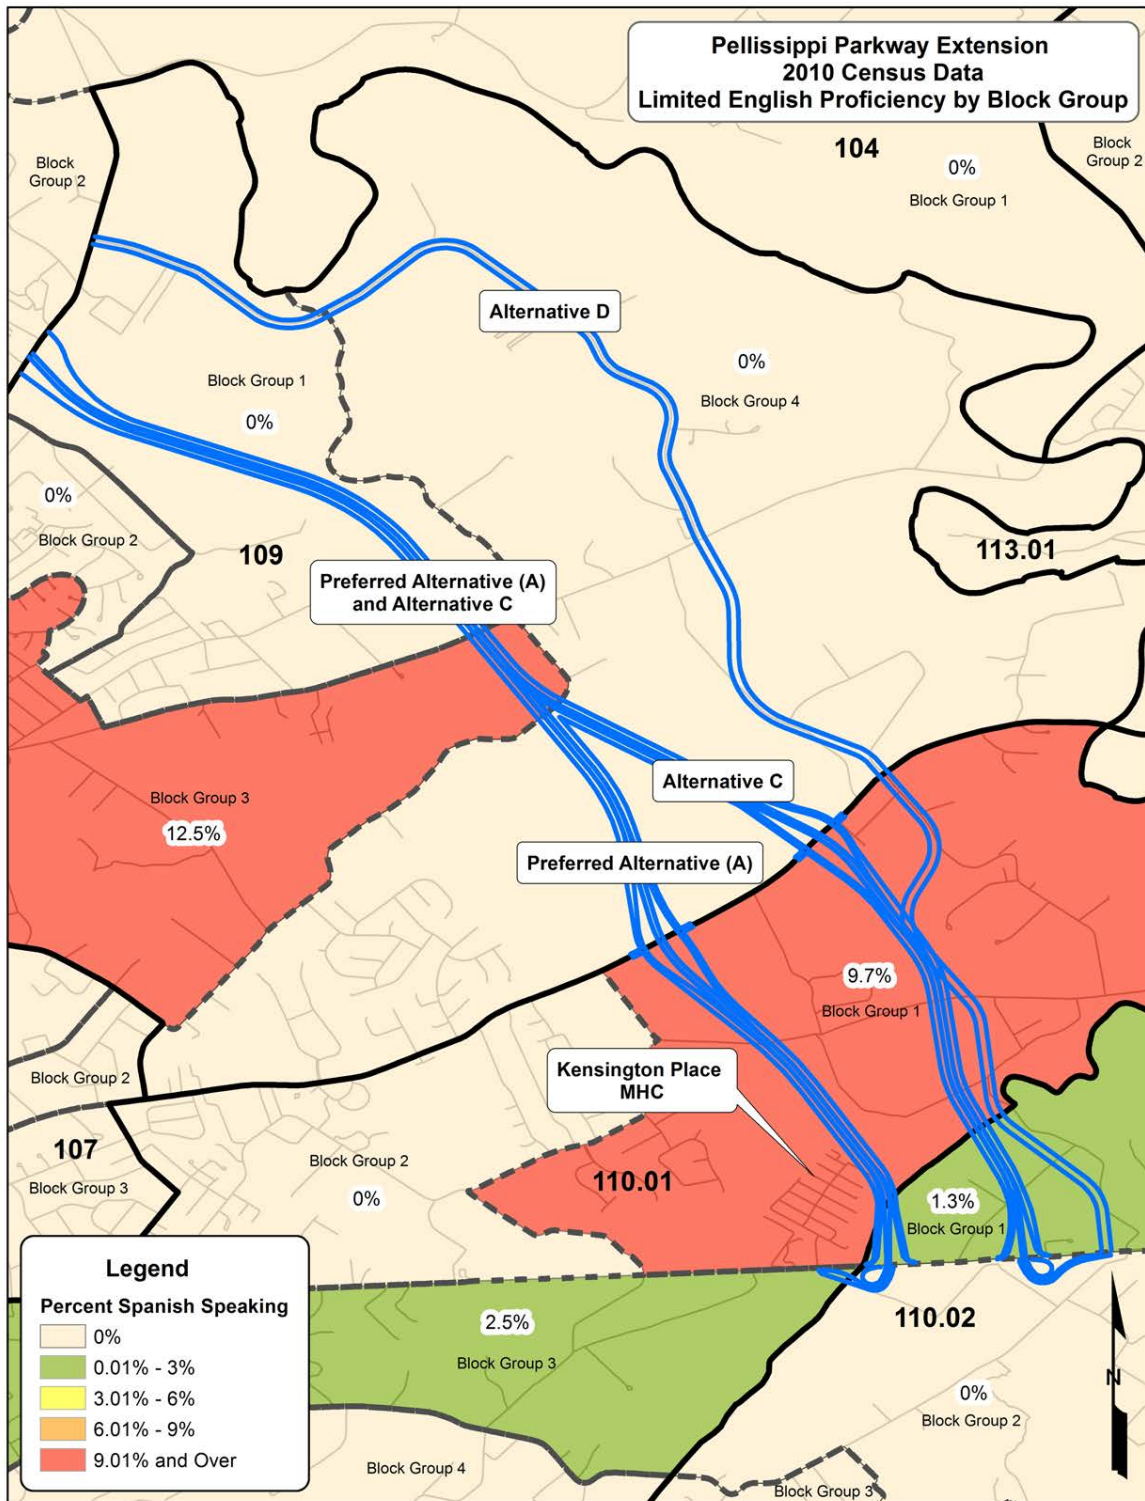 Pellissippi Parkway Extension
2010 Census Data
Limited English Proficiency by Block Group
104
Block
Group 2
0%
Block Group 1
Block
Group 2
Alternative D
0%
Block Group 4
Block Group 1
0%
0%
Block Group 2
109
113.01
Preferred Alternative (A)
and Alternative C
Alternative C
Block Group 3
12.5%
Preferred Alternative (A)
9.7%
Block Group 1
Kensington Place
MHC
Block Group 2
107
Block Group 3
Block Group 2
0%
110.01
1.3%
Block Group 1
110.02
2.5%
Block Group 3
0%
Block Group 2
Block Group 4
Block Group 3
N
Legend
Percent Spanish Speaking
0%
0.01% - 3%
3.01% - 6%
6.01% - 9%
9.01% and Over